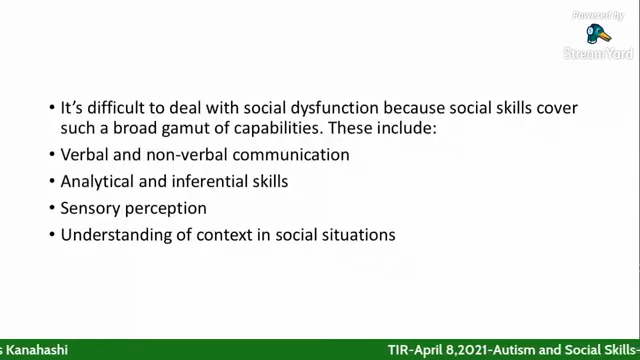 Powered by
StreamYard
• It's difficult to deal with social dysfunction because social skills cover
such a broad gamut of capabilities. These include:
• Verbal and non-verbal communication
• Analytical and inferential skills
• Sensory perception
• Understanding of context in social situations
s Kanahashi
TIR-April 8,2021-Autism and Social Skills-